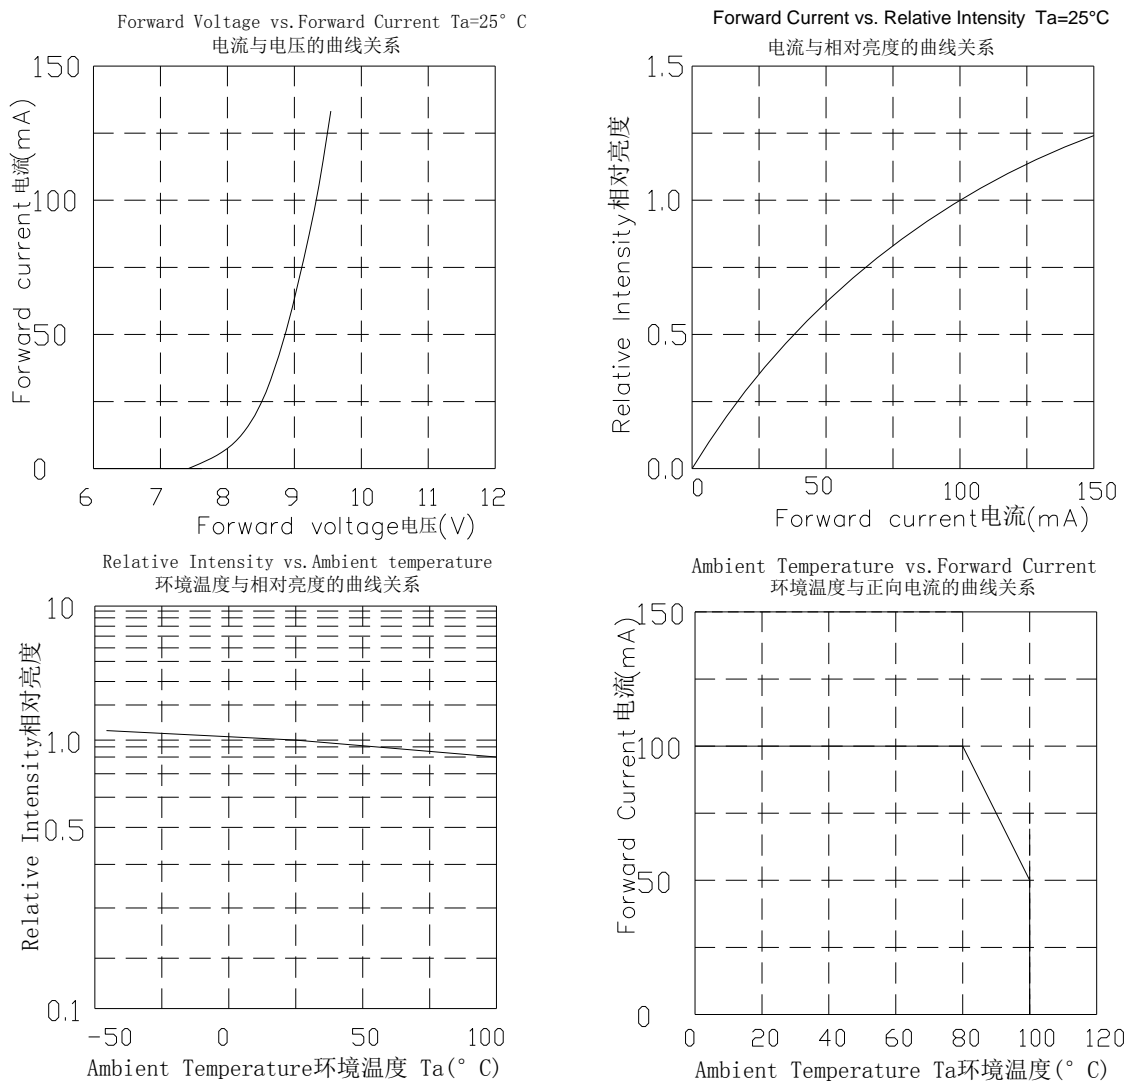 Forward Voltage vs.Forward Current Ta=25° C
电流与电压的曲线关系
150
100
50
0
Forward current电流(mA)
6 7 8 9 10 11 12
Forward voltage电压(V)
Forward Current vs. Relative Intensity Ta=25°C
电流与相对亮度的曲线关系
1.5
1.0
0.5
0.0
Relative Intensity相对亮度
0 50 100 150
Forward current电流(mA)
Relative Intensity vs.Ambient temperature
环境温度与相对亮度的曲线关系
10
1.0
0.5
0.1
Relative Intensity相对亮度
-50 0 50 100
Ambient Temperature环境温度 Ta(° C)
Ambient Temperature vs.Forward Current
环境温度与正向电流的曲线关系
150
100
50
0
Forward Current电流(mA)
0 20 40 60 80 100 120
Ambient Temperature Ta环境温度(° C)